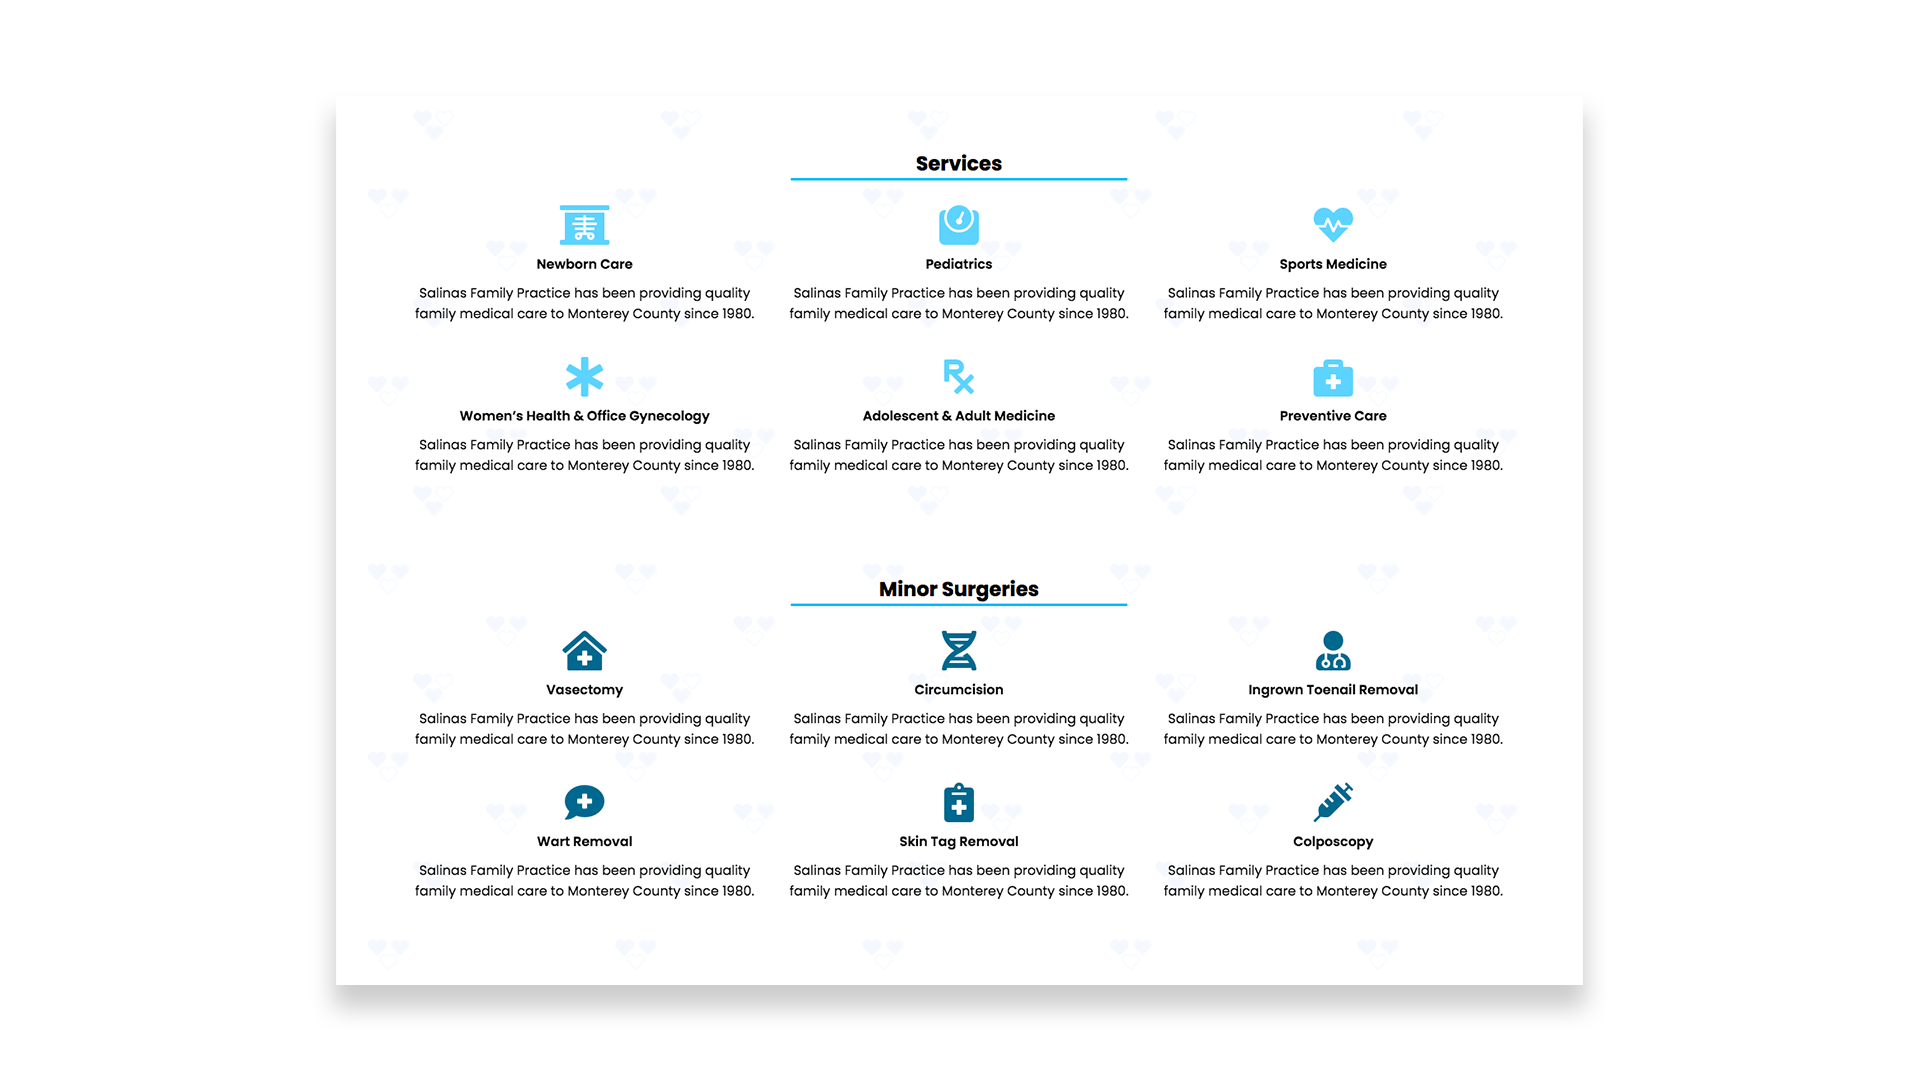 Services
Newborn Care
Salinas Family Practice has been providing quality
family medical care to Monterey County since 1980.
Pediatrics
Salinas Family Practice has been providing quality
family medical care to Monterey County since 1980.
Sports Medicine
Salinas Family Practice has been providing quality
family medical care to Monterey County since 1980.
Women’s Health & Office Gynecology
Salinas Family Practice has been providing quality
family medical care to Monterey County since 1980.
Rx
Adolescent & Adult Medicine
Salinas Family Practice has been providing quality
family medical care to Monterey County since 1980.
Preventive Care
Salinas Family Practice has been providing quality
family medical care to Monterey County since 1980.
Minor Surgeries
Vasectomy
Salinas Family Practice has been providing quality
family medical care to Monterey County since 1980.
Circumcision
Salinas Family Practice has been providing quality
family medical care to Monterey County since 1980.
Ingrown Toenail Removal
Salinas Family Practice has been providing quality
family medical care to Monterey County since 1980.
Wart Removal
Salinas Family Practice has been providing quality
family medical care to Monterey County since 1980.
Skin Tag Removal
Salinas Family Practice has been providing quality
family medical care to Monterey County since 1980.
Colposcopy
Salinas Family Practice has been providing quality
family medical care to Monterey County since 1980.